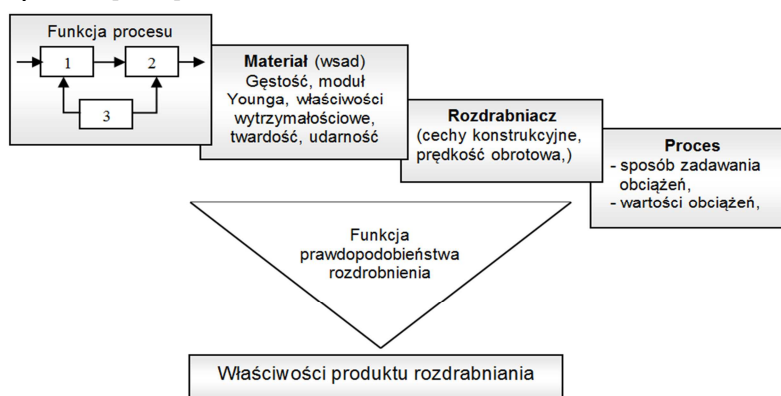 Funkcja procesu
1
2
3
Materiał (wsad)
Gęstość, moduł
Younga, właściwości
wytrzymałościowe,
twardość, udarność
Rozdrabniacz
(cechy konstrukcyjne,
prędkość obrotowa,)
Proces
- sposób zadawania
obciążeń,
- wartości obciążeń,
Funkcja
prawdopodobieństwa
rozdrobnienia
Właściwości produktu rozdrabniania